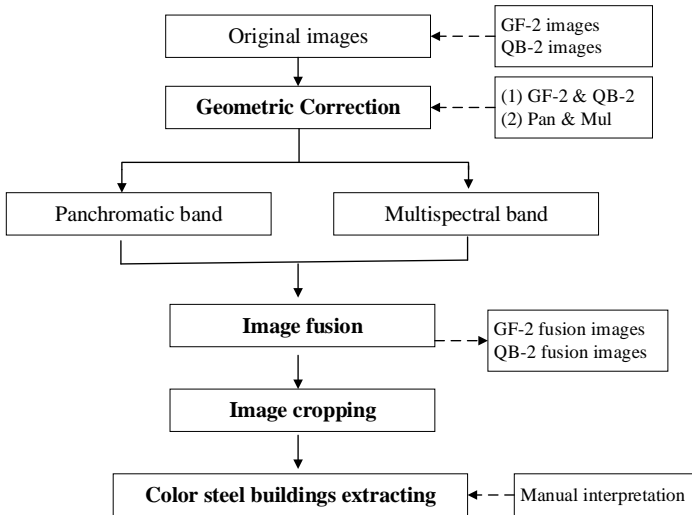 Original images
GF-2 images
QB-2 images
Geometric Correction
(1) GF-2 & QB-2
(2) Pan & Mul
Panchromatic band
Multispectral band
Image fusion
GF-2 fusion images
QB-2 fusion images
Image cropping
Color steel buildings extracting
Manual interpretation